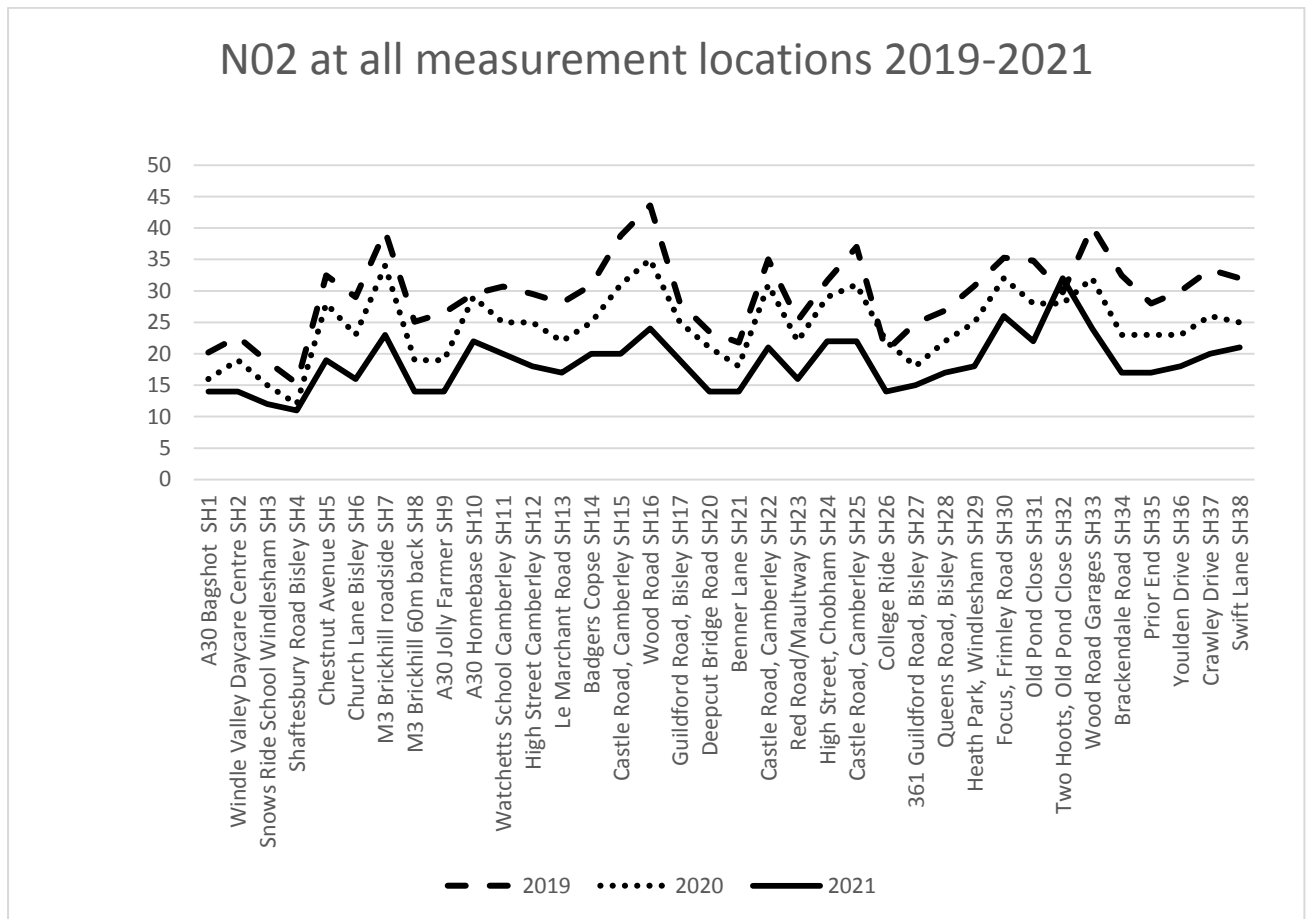 N02 at all measurement locations 2019-2021
50
45
40
35
30
25
20
15
10
5
0
A30 Bagshot SH1
Windle Valley Daycare Centre SH2
Snows Ride School Windlesham SH3
Shaftesbury Road Bisley SH4
Chestnut Avenue SH5
Church Lane Bisley SH6
M3 Brickhill roadside SH7
M3 Brickhill 60m back SH8
A30 Jolly Farmer SH9
A30 Homebase SH10
Watchetts School Camberley SH11
High Street Camberley SH12
Le Marchant Road SH13
Badgers Copse SH14
Castle Road, Camberley SH15
Wood Road SH16
Guildford Road, Bisley SH17
Deepcut Bridge Road SH20
Benner Lane SH21
Castle Road, Camberley SH22
Red Road/Maultway SH23
High Street, Chobham SH24
Castle Road, Camberley SH25
College Ride SH26
361 Guildford Road, Bisley SH27
Queens Road, Bisley SH28
Heath Park, Windlesham SH29
Focus, Frimley Road SH30
Old Pond Close SH31
Two Hoots, Old Pond Close SH32
Wood Road Garages SH33
Brackendale Road SH34
Prior End SH35
Youlden Drive SH36
Crawley Drive SH37
Swift Lane SH38
2019 2020 2021